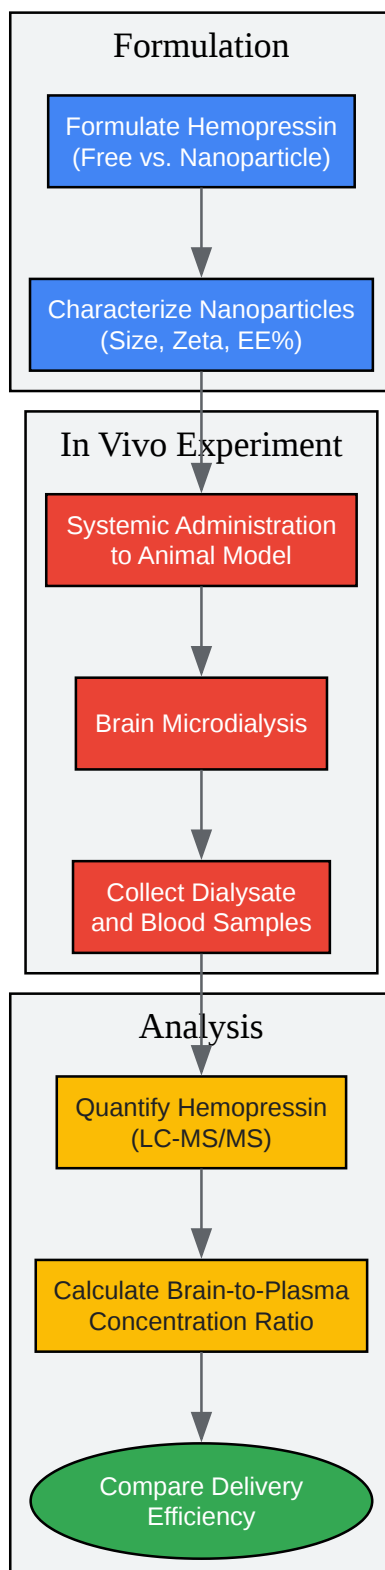 Formulation
Formulate Hemopressin
(Free vs. Nanoparticle)
Characterize Nanoparticles
(Size, Zeta, EE%)
In Vivo Experiment
Systemic Administration
to Animal Model
Brain Microdialysis
Collect Dialysate
and Blood Samples
Analysis
Quantify Hemopressin
(LC-MS/MS)
Calculate Brain-to-Plasma
Concentration Ratio
Compare Delivery
Efficiency